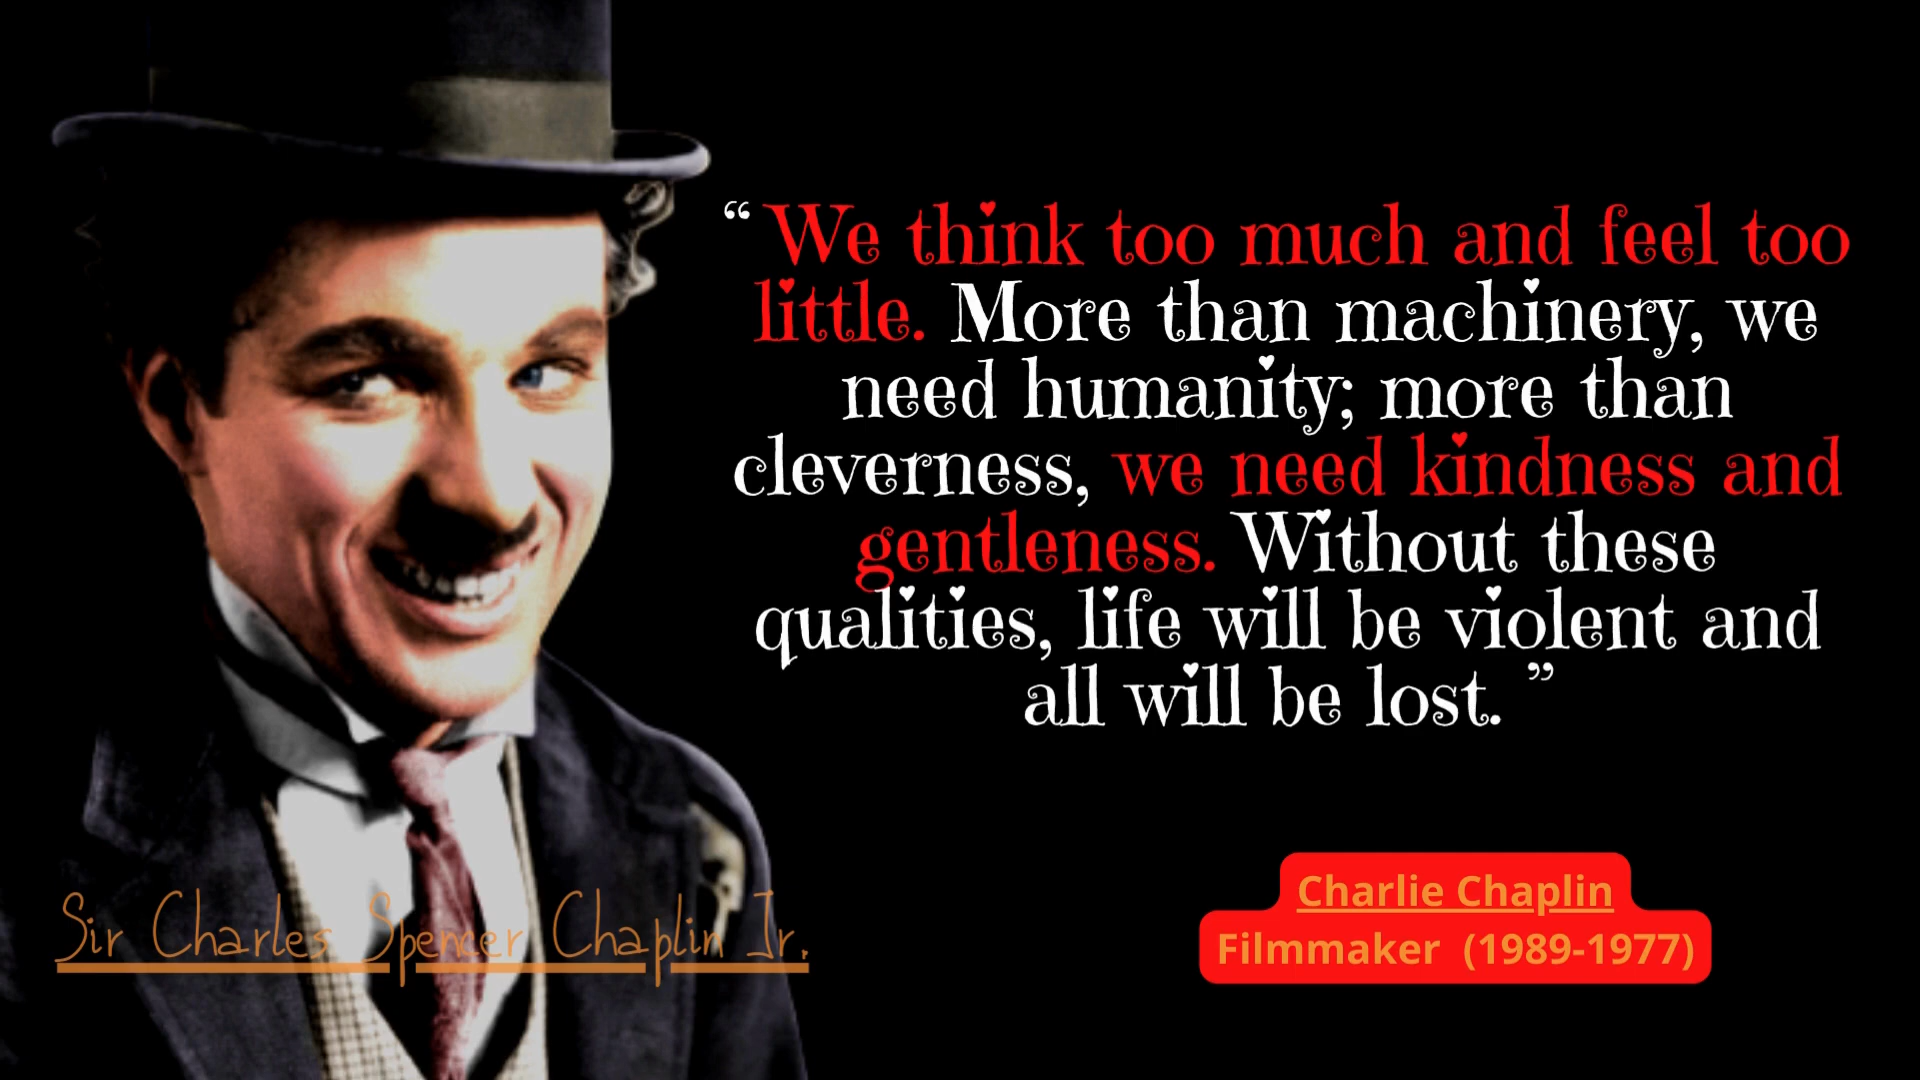 “ We think too much and feel too
little. More than machinery, we
need humanity; more than
cleverness, we need kindness and
gentleness. Without these
qualities, life will be violent and
all will be lost. ”
Sir Charles Spencer Chaplin Jr.
Charlie Chaplin
Filmmaker (1989-1977)